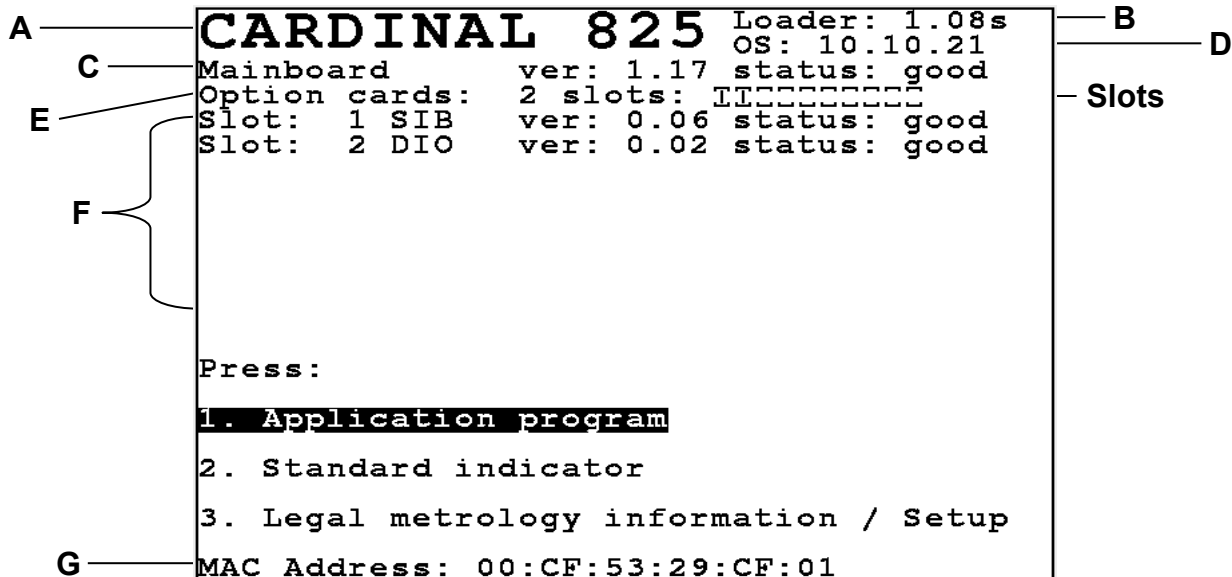 A CARDINAL 825 Loader: 1.08s B
OS: 10.10.21 D
C Mainboard ver: 1.17 status: good
E Option cards: 2 slots: Slots
Slot: 1 SIB ver: 0.06 status: good
Slot: 2 DIO ver: 0.02 status: good
F
Press:
1. Application program
2. Standard indicator
3. Legal metrology information / Setup
G MAC Address: 00:CF:53:29:CF:01